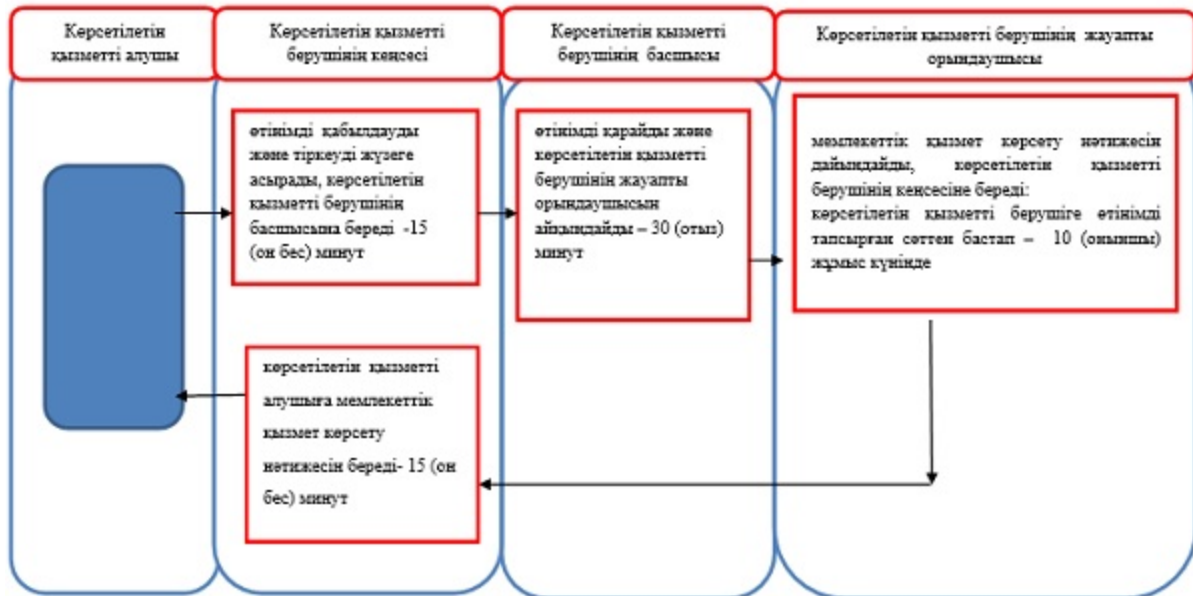 Көрсетілетін
қызметті алушы
Көрсетілетін қызметті
берушінің кеңсесі
Көрсетілетін қызметті
берушінің басшысы
Көрсетілетін қызметті берушінің жауапты
орындаушысы
өтінімді қабылдауды
және тіркеуді жүзеге
асырады, көрсетілетін
қызметті берушінің
басшысына береді -15
(он бес) минут
өтінімді қарайды және
көрсетілетін қызметті
берушінің жауапты
орындаушысын
айқындайды – 30 (отыз)
минут
мемлекеттік қызмет көрсету нәтижесін
дайындайды, көрсетілетін қызметті
берушінің кеңсесіне береді:
көрсетілетін қызметті берушіге өтінімді
тапсырған сәттен бастап – 10 (оныншы)
жұмыс күнінде
көрсетілетін қызметті
алушыға мемлекеттік
қызмет көрсету
нәтижесін береді- 15 (он
бес) минут